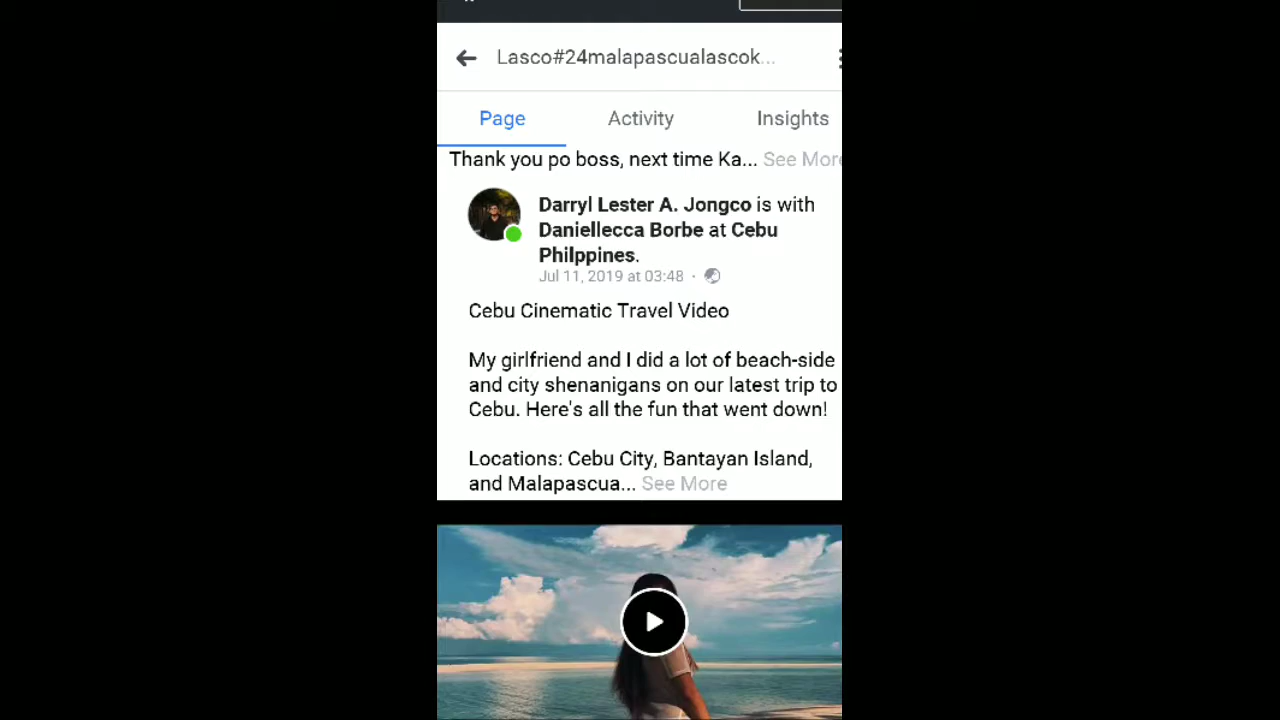 Lasco#24malapascualascok...
Page Activity Insights
Thank you po boss, next time Ka... See More
Darryl Lester A. Jongco is with
Daniellecca Borbe at Cebu
Philppines.
Jul 11, 2019 at 03:48 ·
Cebu Cinematic Travel Video
My girlfriend and I did a lot of beach-side
and city shenanigans on our latest trip to
Cebu. Here's all the fun that went down!
Locations: Cebu City, Bantayan Island,
and Malapascua... See More